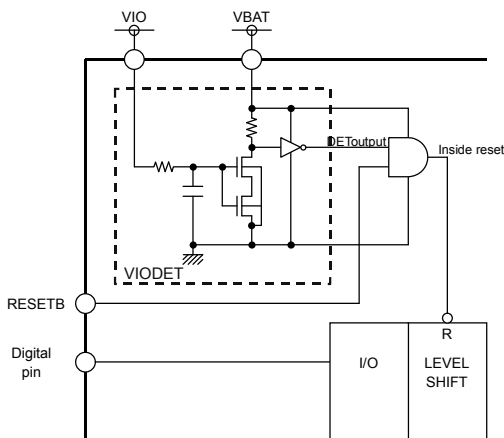 VIO
VBAT
DEToutput
Inside reset
VIODET
RESETB
Digital
pin
R
I/O
LEVEL
SHIFT